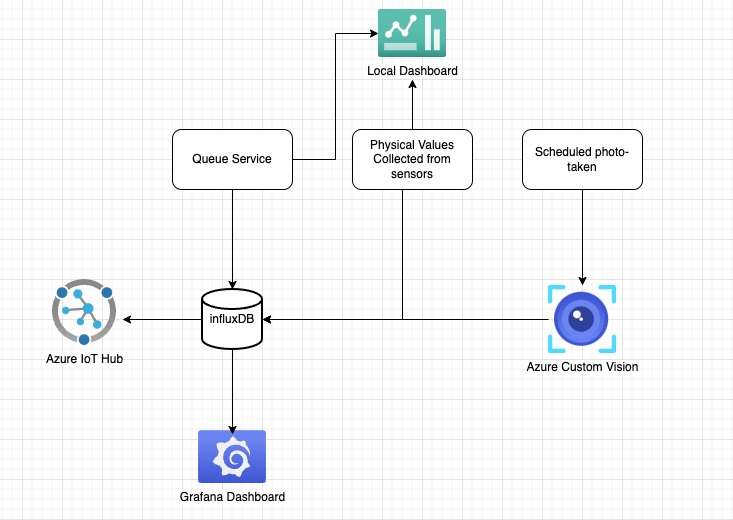 Local Dashboard
Queue Service
Physical Values
Collected from
sensors
Scheduled photo-
taken
influxDB
Azure IoT Hub
Azure Custom Vision
Grafana Dashboard